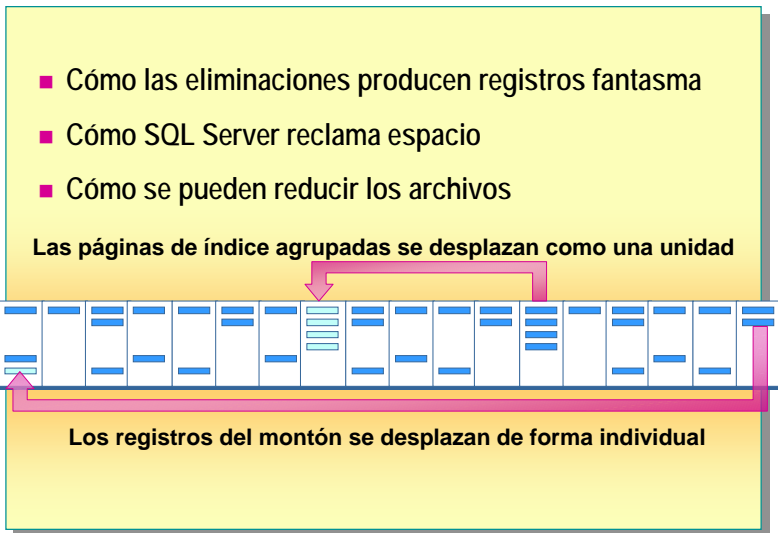 Cómo las eliminaciones producen registros fantasma
Cómo SQL Server reclama espacio
Cómo se pueden reducir los archivos
Las páginas de índice agrupadas se desplazan como una unidad
Los registros del montón se desplazan de forma individual